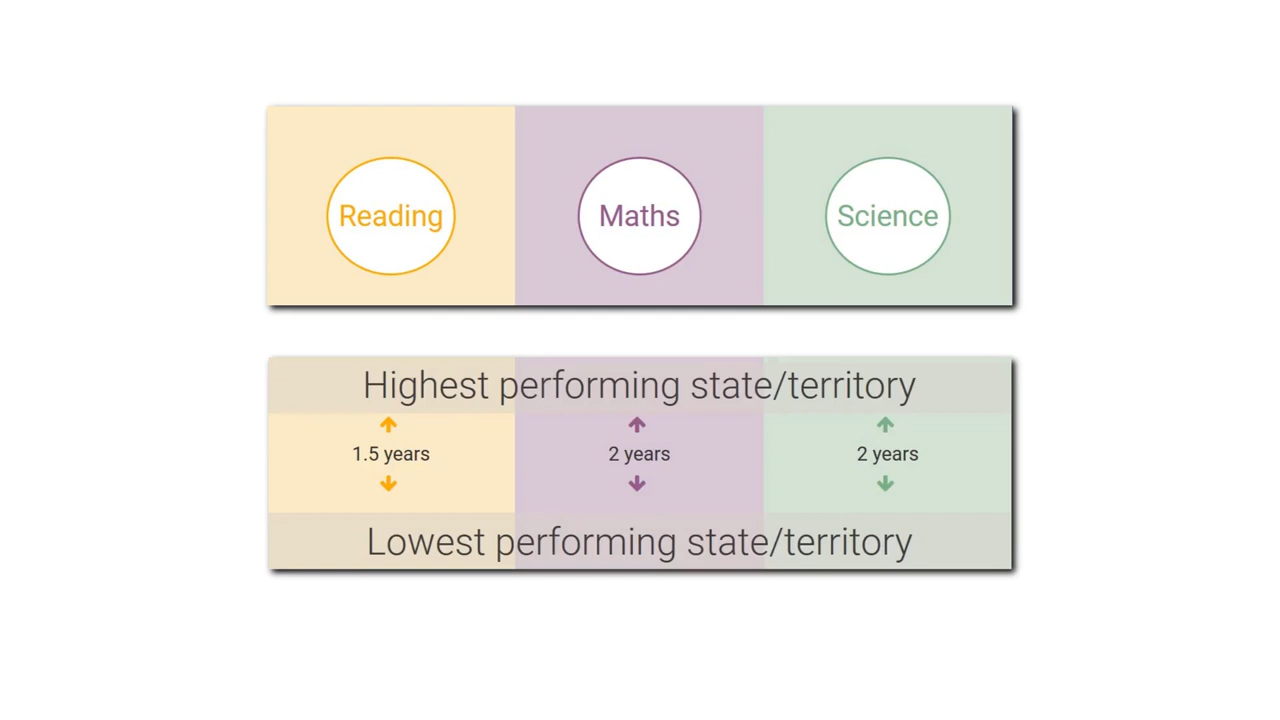 Reading
Maths
Science
Highest performing state/territory
1.5 years
2 years
2 years
Lowest performing state/territory